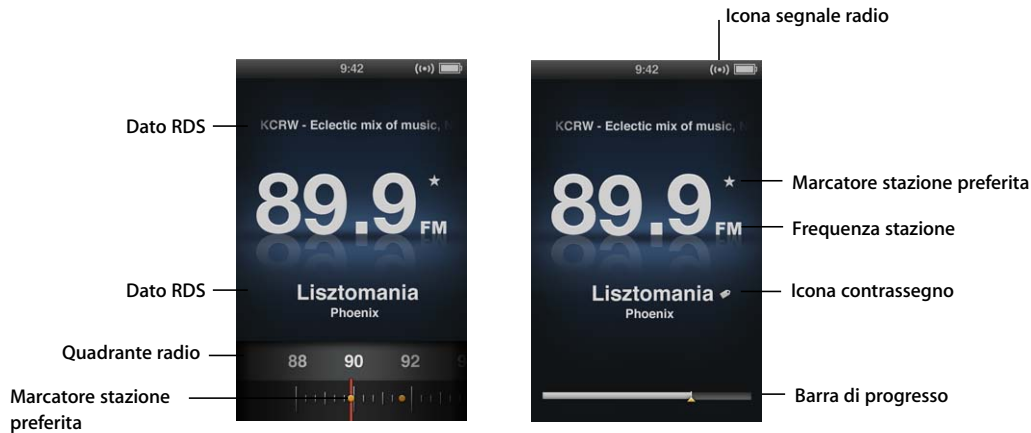 Icona segnale radio
9:42
9:42
Dato RDS
KCRW - Eclectic mix of music,
KCRW - Eclectic mix of music,
89.9
FM
89.9
FM
Marcatore stazione preferita
Frequenza stazione
Dato RDS
Lisztomania
Phoenix
Lisztomania
Phoenix
Icona contrassegno
Quadrante radio
88 90 92
Marcatore stazione
preferita
Barra di progresso